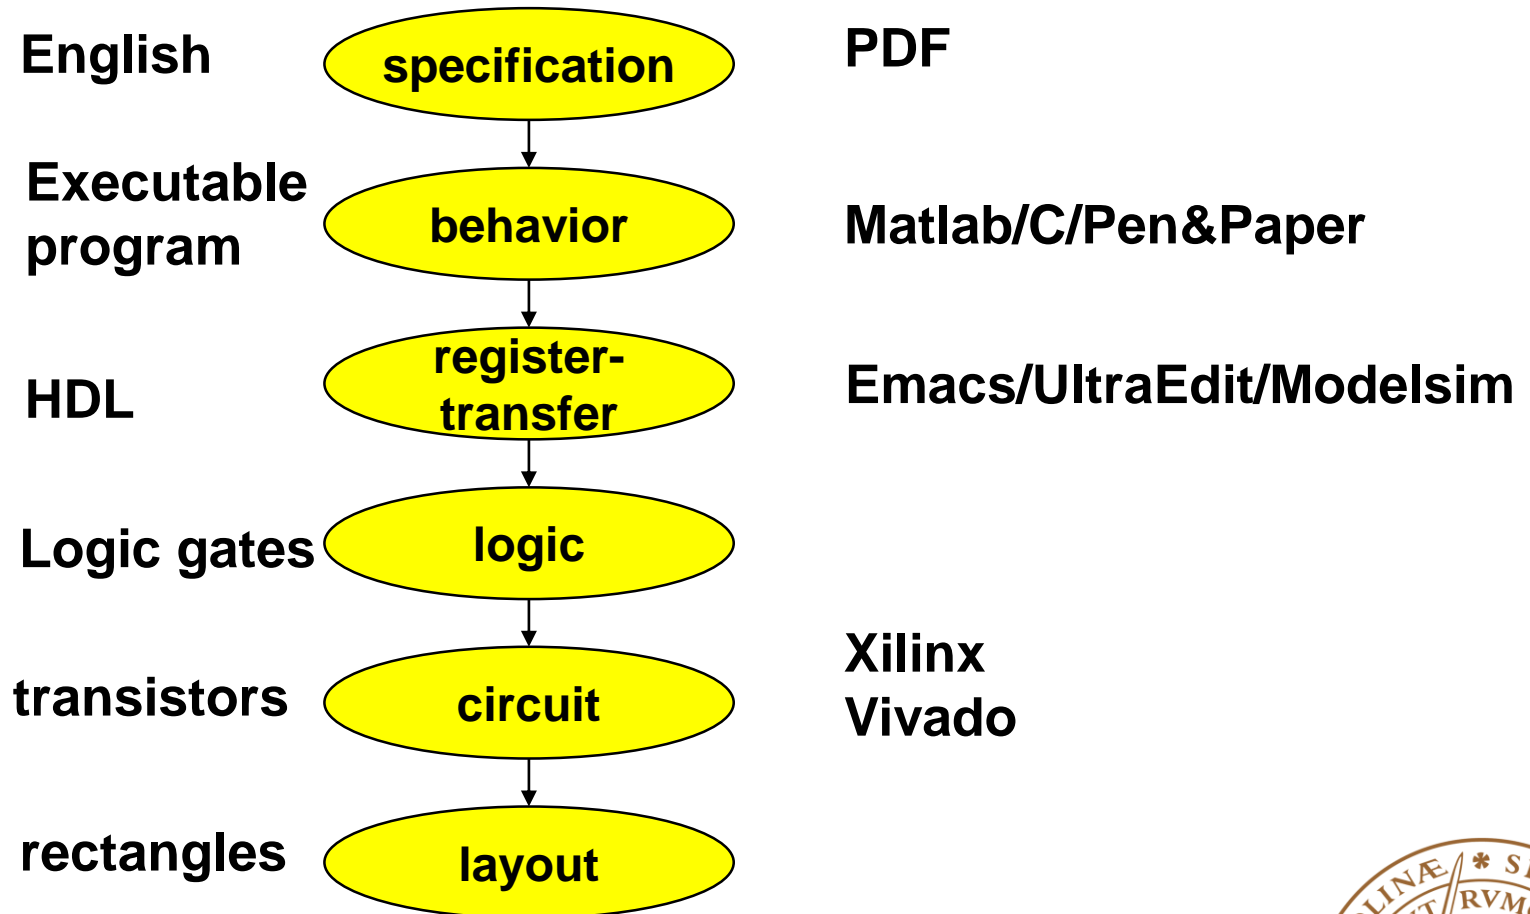 English
specification
PDF
Executable
program
behavior
Matlab/C/Pen&Paper
HDL
register-
transfer
Emacs/UltraEdit/Modelsim
Logic gates
logic
transistors
circuit
Xilinx
Vivado
rectangles
layout